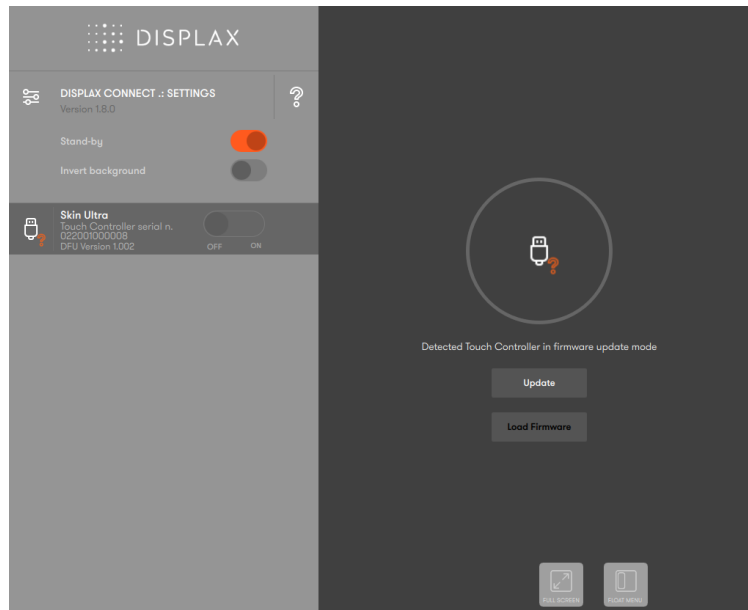 DISPLAX
DISPLAX CONNECT .: SETTINGS
Version 1.8.0
Stand-by
Invert background
Skin Ultra
Touch Controller serial n.
022001000008
DFU Version 1.002
OFF ON
Detected Touch Controller in firmware update mode
Update
Load Firmware
FULL SCREEN
FLOAT MENU